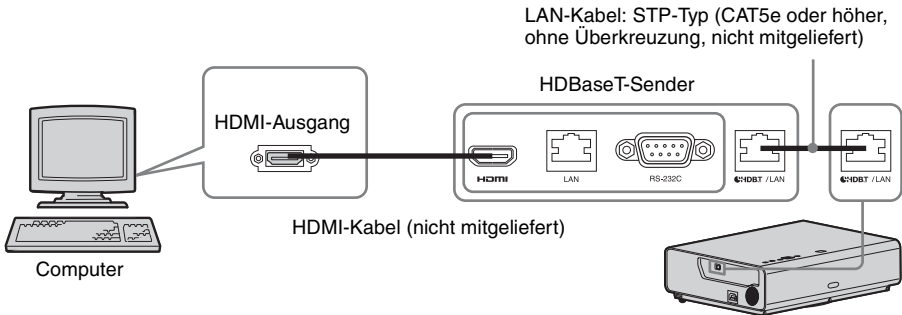 LAN-Kabel: STP-Typ (CAT5e oder höher,
ohne Überkreuzung, nicht mitgeliefert)
HDBaseT-Sender
HDMI-Ausgang
HDMI
LAN
RS-232C
HDBT / LAN
HDBT / LAN
HDMI-Kabel (nicht mitgeliefert)
Computer